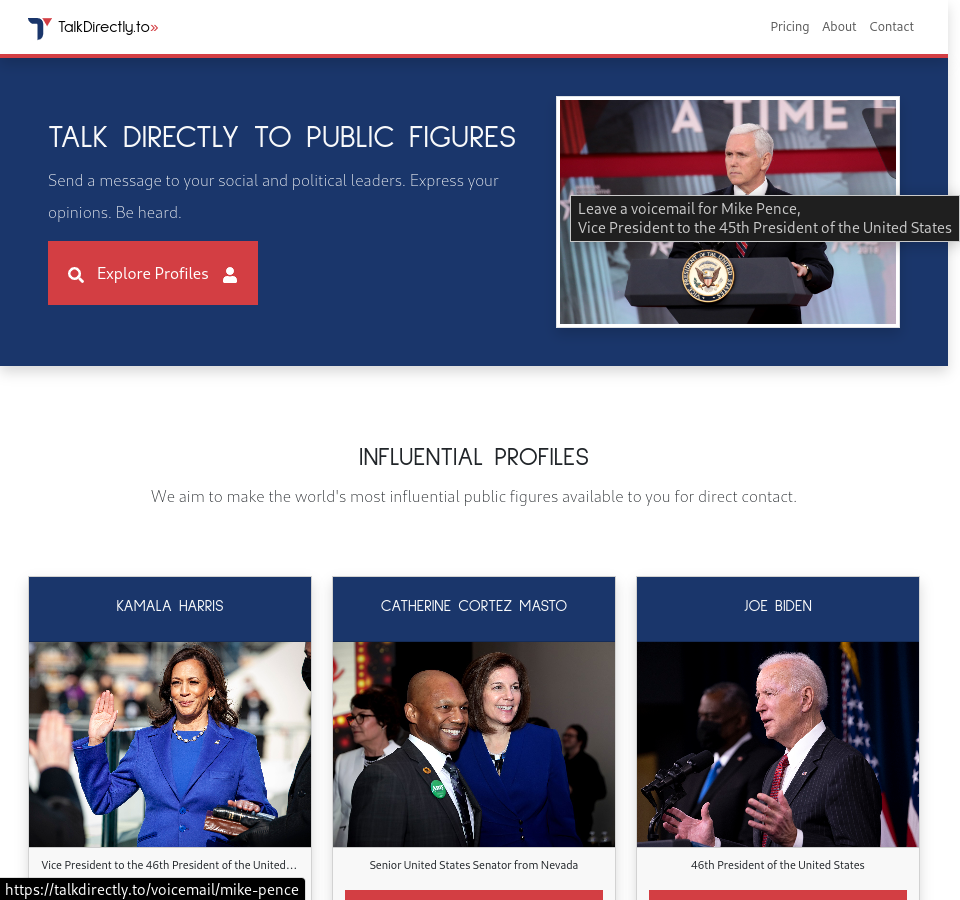 TalkDirectly.to»
Pricing About Contact
A TIME F
TALK DIRECTLY TO PUBLIC FIGURES
Send a message to your social and political leaders. Express your
opinions. Be heard.
Explore Profiles
Leave a voicemail for Mike Pence,
Vice President to the 45th President of the United States
INFLUENTIAL PROFILES
We aim to make the world's most influential public figures available to you for direct contact.
KAMALA HARRIS
CATHERINE CORTEZ MASTO
JOE BIDEN
Vice President to the 46th President of the United...
Senior United States Senator from Nevada
46th President of the United States
https://talkdirectly.to/voicemail/mike-pence